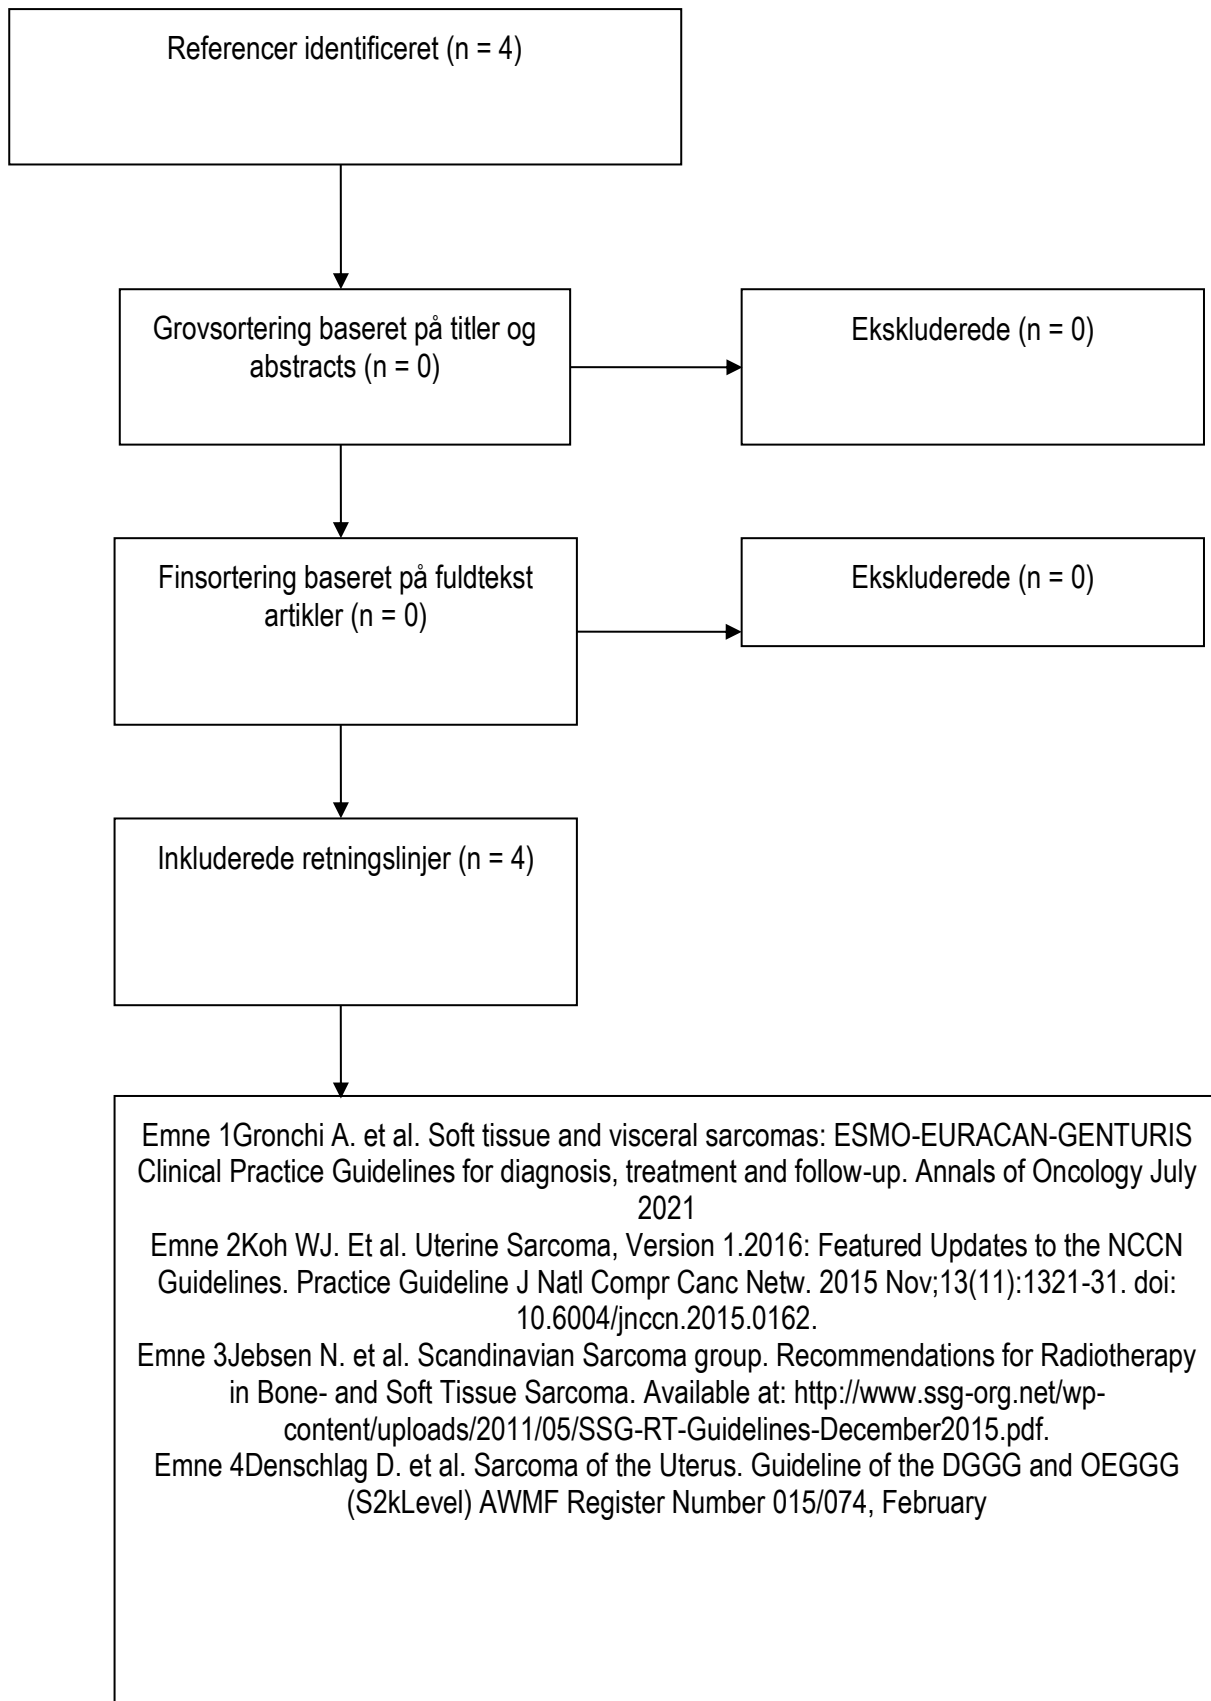 Referencer identificeret (n = 4)
Grovsortering baseret på titler og
abstracts (n = 0)
Ekskluderede (n = 0)
Finsortering baseret på fuldtekst
artikler (n = 0)
Ekskluderede (n = 0)
Inkluderede retningslinjer (n = 4)
Emne 1Gronchi A. et al. Soft tissue and visceral sarcomas: ESMO-EURACAN-GENTURIS
Clinical Practice Guidelines for diagnosis, treatment and follow-up. Annals of Oncology July
2021
Emne 2Koh WJ. Et al. Uterine Sarcoma, Version 1.2016: Featured Updates to the NCCN
Guidelines. Practice Guideline J Natl Compr Canc Netw. 2015 Nov;13(11):1321-31. doi:
10.6004/jnccn.2015.0162.
Emne 3Jebsen N. et al. Scandinavian Sarcoma group. Recommendations for Radiotherapy
in Bone- and Soft Tissue Sarcoma. Available at: http://www.ssg-org.net/wp-
content/uploads/2011/05/SSG-RT-Guidelines-December2015.pdf.
Emne 4Denschlag D. et al. Sarcoma of the Uterus. Guideline of the DGGG and OEGGG
(S2kLevel) AWMF Register Number 015/074, February